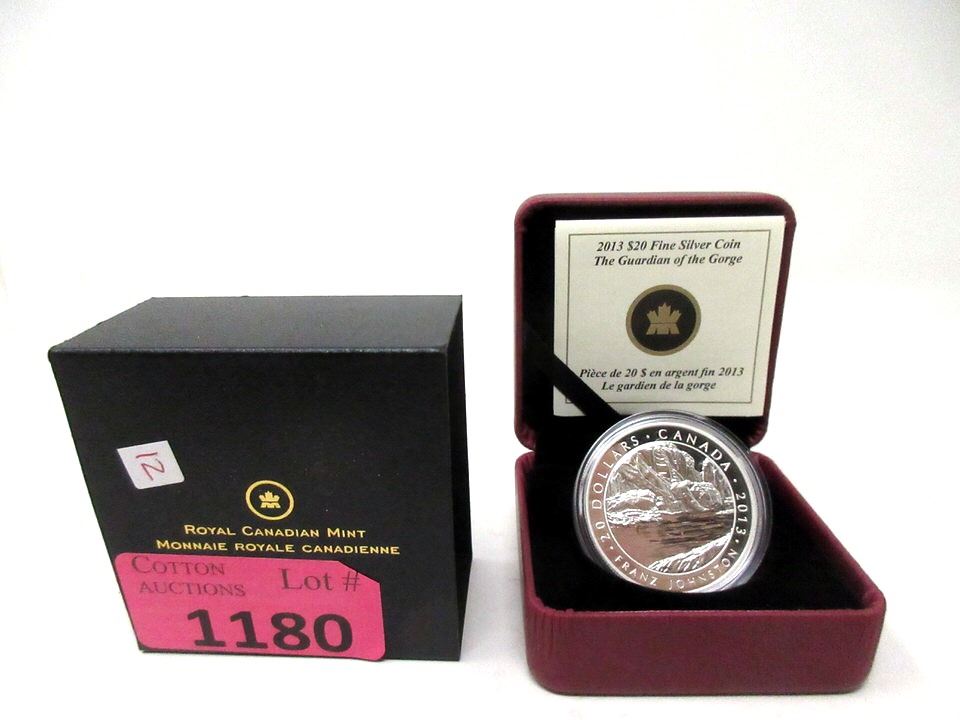 12
ROYAL CANADIAN MINT
MONNAIE ROYALE CANADIENNE
COTTON AUCTIONS
Lot #
1180
2013 $20 Fine Silver Coin
The Guardian of the Gorge
Pièce de 20 $ en argent fin 2013
Le gardien de la gorge
20 DOLLARS • CANADA • 2013 • FRANZ JOHNSTON •